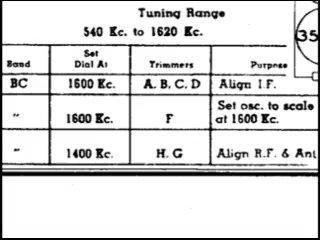 Tuning Range
540 Kc. to 1620 Kc.
35
Band Set Dial At Trimmers Purpose
BC 1600 Kc. A. B. C. D Align I.F.
" 1600 Kc. F Set osc. to scale at 1600 Kc.
" 1400 Kc. H. G Align R.F. & Ant